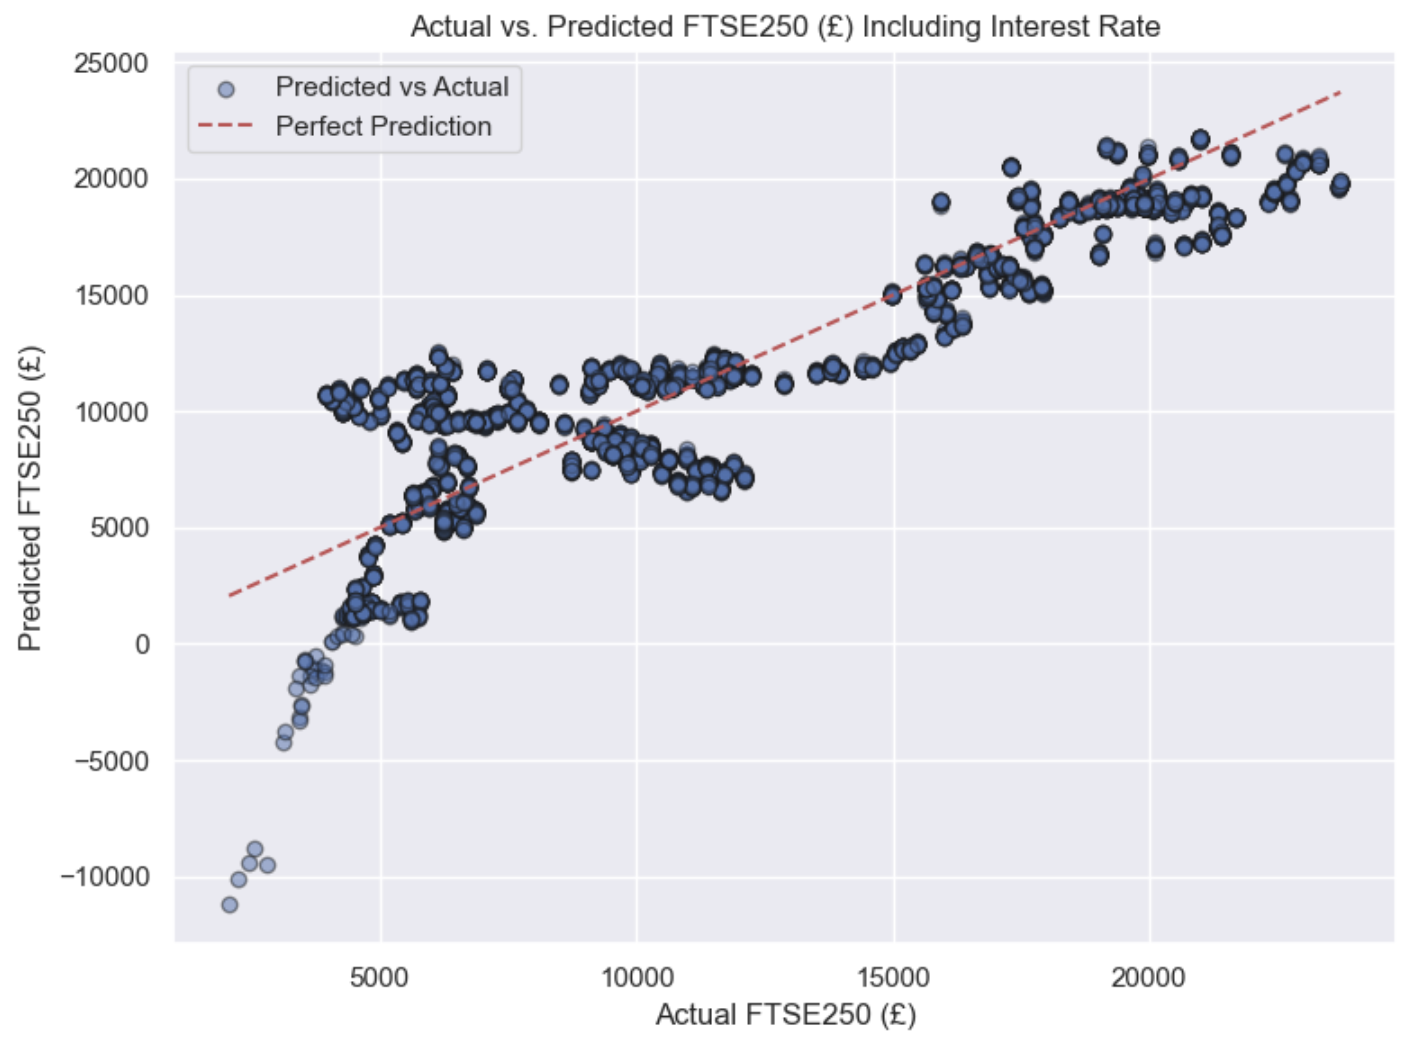 Actual vs. Predicted FTSE250 (£) Including Interest Rate
Predicted vs Actual
Perfect Prediction
Predicted FTSE250 (£)
25000
20000
15000
10000
5000
0
−5000
−10000
5000
10000
15000
20000
Actual FTSE250 (£)